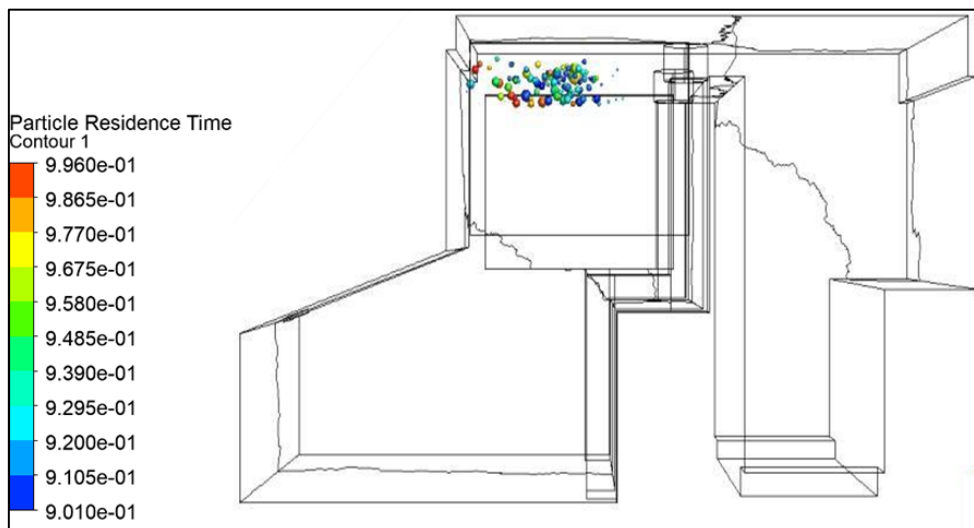 Particle Residence Time
Contour 1
9.960e-01
9.865e-01
9.770e-01
9.675e-01
9.580e-01
9.485e-01
9.390e-01
9.295e-01
9.200e-01
9.105e-01
9.010e-01